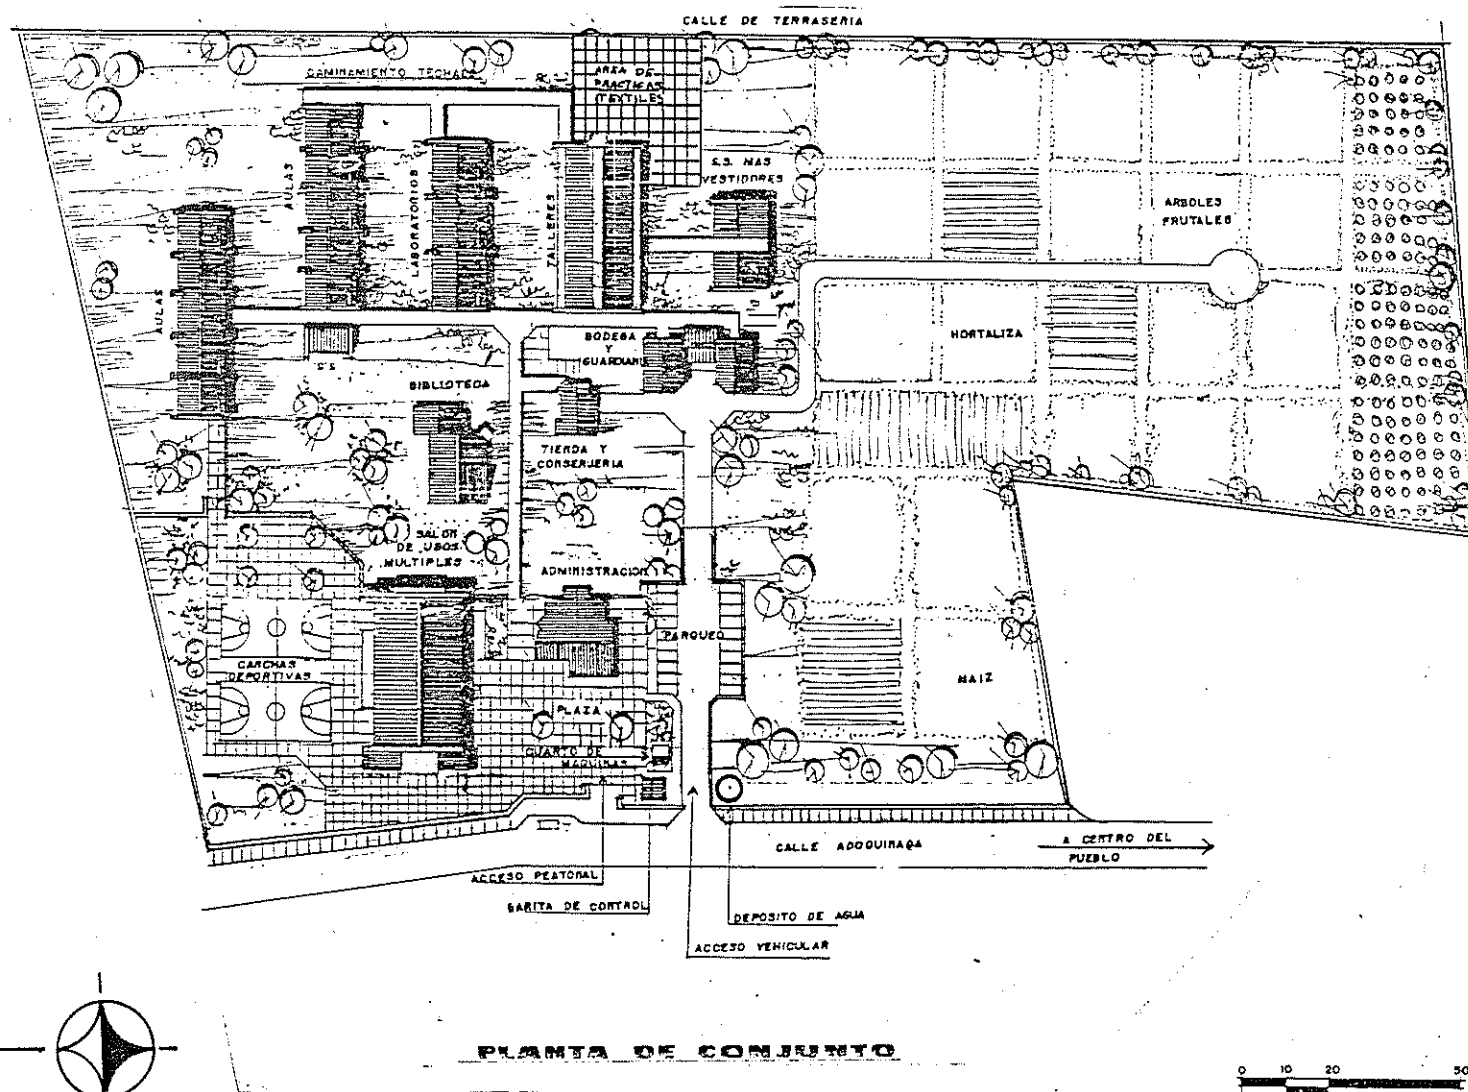 CALLE DE TERRASERIA
CAMINAMIENTO TECHADO
AREA DE
PRACTICAS
TEXTILES
S.S. MAS
VESTIDORES
AULAS
LABORATORIOS
TALLERES
ARBOLES
FRUTALES
AULAS
S.S.
BODEGA
Y
GUARDIANIA
HORTALIZA
BIBLIOTECA
TIENDA Y
CONSERJERIA
SALON
DE USOS
MULTIPLES
ADMINISTRACION
PARQUEO
CANCHAS
DEPORTIVAS
MAIZ
PLAZA
CUARTO DE
MAQUINAS
CALLE ADOQUINADA
A CENTRO DEL
PUEBLO
ACCESO PEATONAL
GARITA DE CONTROL
DEPOSITO DE AGUA
ACCESO VEHICULAR
PLANTA DE CONJUNTO
0 10 20 50